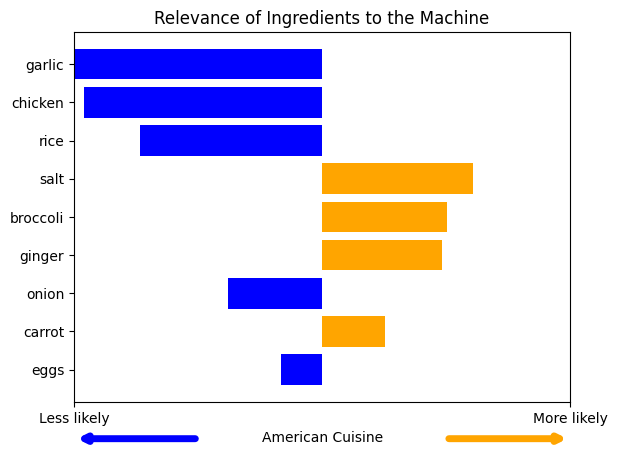 Relevance of Ingredients to the Machine
garlic
chicken
rice
salt
broccoli
ginger
onion
carrot
eggs
Less likely
More likely
American Cuisine